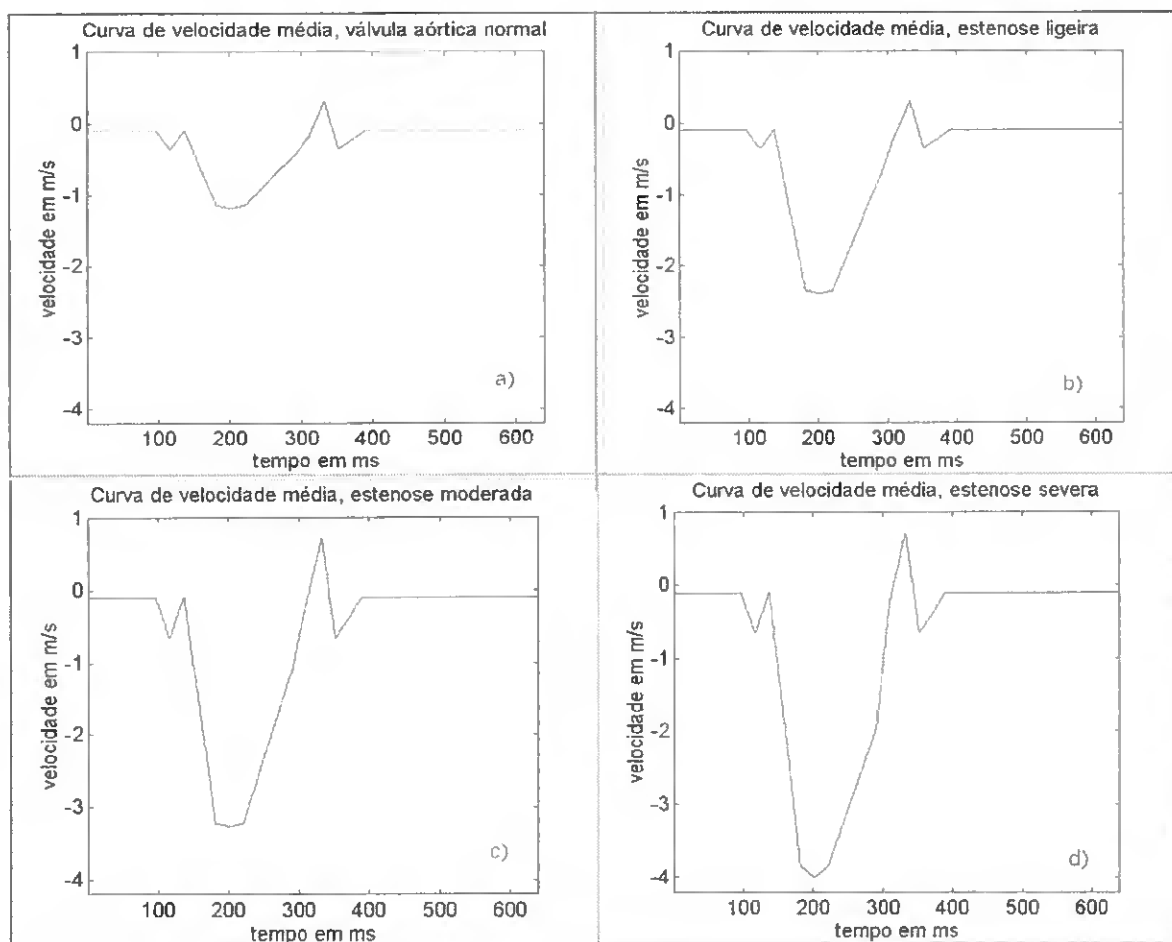 Curva de velocidade média, válvula aórtica normal
1
0
-1
-2
-3
-4
velocidade em m/s
a)
100 200 300 400 500 600
tempo em ms
Curva de velocidade média, estenose ligeira
1
0
-1
-2
-3
-4
velocidade em m/s
b)
100 200 300 400 500 600
tempo em ms
Curva de velocidade média, estenose moderada
1
0
-1
-2
-3
-4
velocidade em m/s
c)
100 200 300 400 500 600
tempo em ms
Curva de velocidade média, estenose severa
1
0
-1
-2
-3
-4
velocidade em m/s
d)
100 200 300 400 500 600
tempo em ms